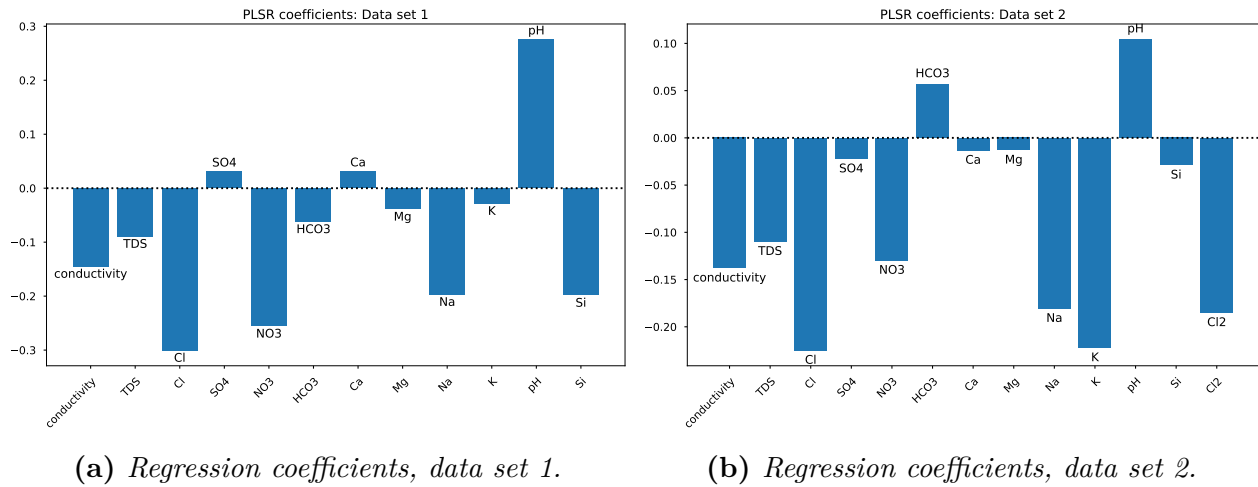 PLSR coefficients: Data set 1
0.3
0.2
0.1
0.0
−0.1
−0.2
−0.3
conductivity
TDS
Cl
SO4
NO3
HCO3
Ca
Mg
Na
K
pH
Si
conductivity
TDS
Cl
SO4
NO3
HCO3
Ca
Mg
Na
K
pH
Si
(a) Regression coefficients, data set 1.
PLSR coefficients: Data set 2
0.10
0.05
0.00
−0.05
−0.10
−0.15
−0.20
conductivity
TDS
Cl
SO4
NO3
HCO3
Ca
Mg
Na
K
pH
Si
Cl2
conductivity
TDS
Cl
SO4
NO3
HCO3
Ca
Mg
Na
K
pH
Si
Cl2
(b) Regression coefficients, data set 2.